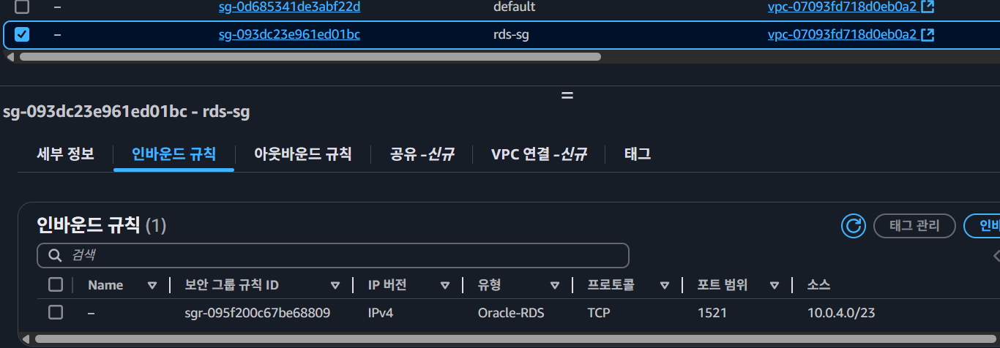 – sg-0d685341de3abf22d default vpc-07093fd718d0eb0a2
– sg-093dc23e961ed01bc rds-sg vpc-07093fd718d0eb0a2
sg-093dc23e961ed01bc - rds-sg
세부 정보 인바운드 규칙 아웃바운드 규칙 공유 -신규 VPC 연결 -신규 태그
인바운드 규칙 (1) 태그 관리
검색
Name 보안 그룹 규칙 ID IP 버전 유형 프로토콜 포트 범위 소스
– sgr-095f200c67be68809 IPv4 Oracle-RDS TCP 1521 10.0.4.0/23